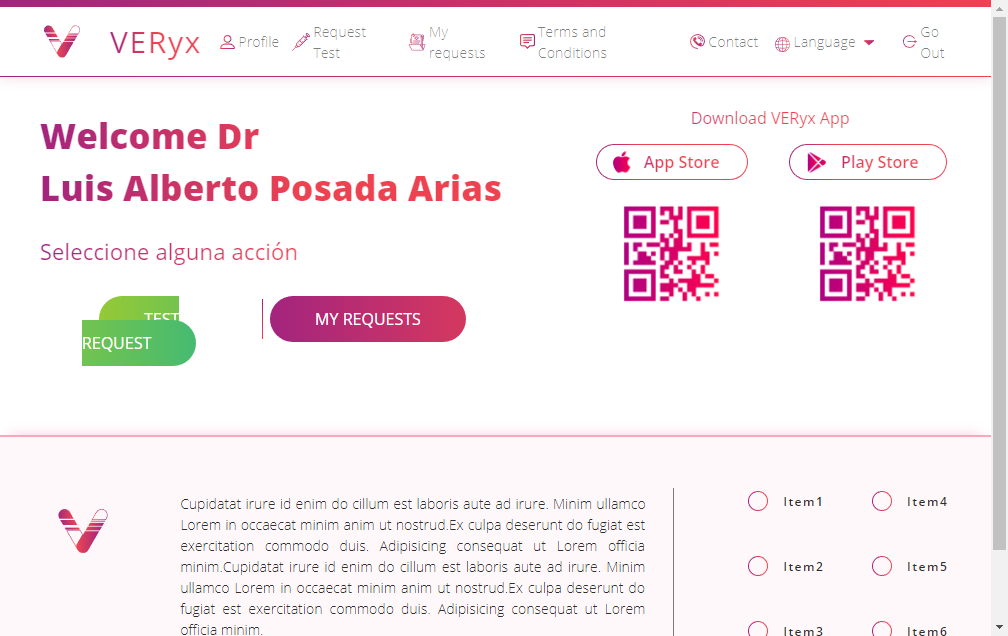 VERyx
Profile
Request
Test
My
requesss
Terms and
Conditions
Contact
Language
Go
Out
Welcome Dr
Luis Alberto Posada Arias
Seleccione alguna acción
TEST
REQUEST
MY REQUESTS
Download VERyx App
App Store
Play Store
Cupidatat irure id enim do cillum est laboris aute ad irure. Minim ullamco
Lorem in occaecat minim anim ut nostrud.Ex culpa deserunt do fugiat est
exercitation commodo duis. Adipisicing consequat ut Lorem officia
minim.Cupidatat irure id enim do cillum est laboris aute ad irure. Minim
ullamco Lorem in occaecat minim anim ut nostrud.Ex culpa deserunt do
fugiat est exercitation commodo duis. Adipisicing consequat ut Lorem
officia minim.
Item1
Item4
Item2
Item5
Item3
Item6